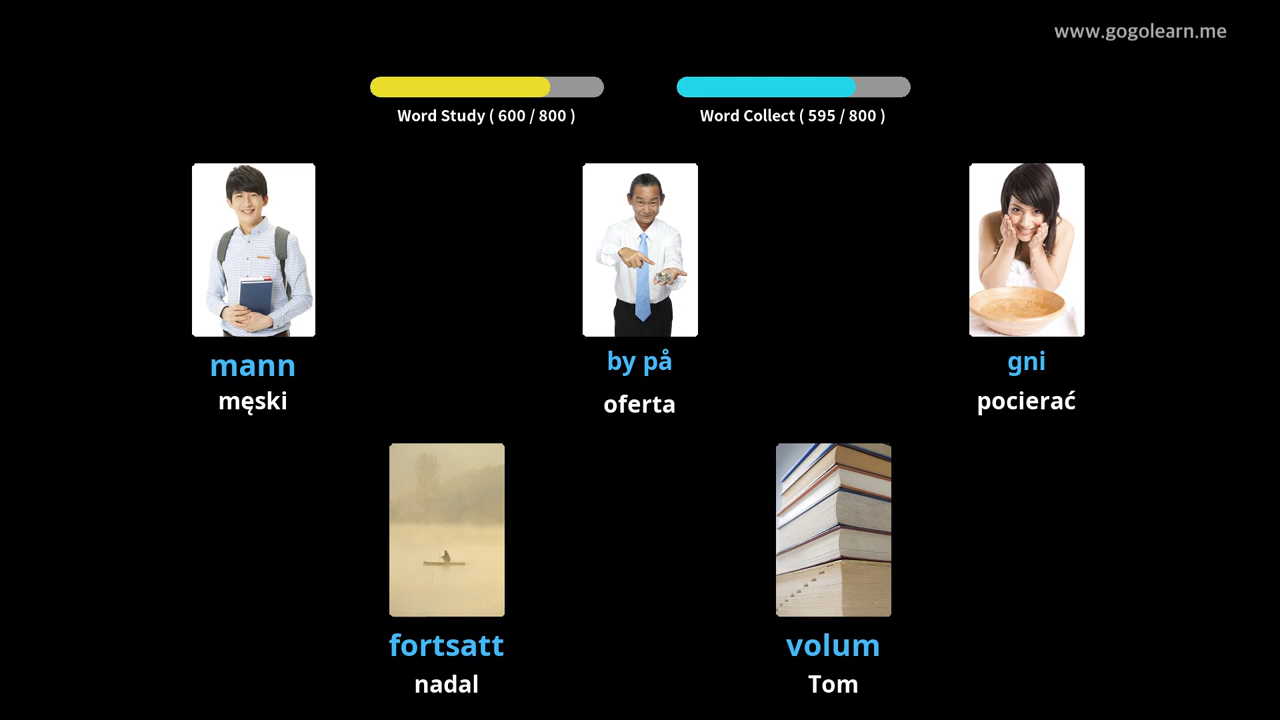 www.gogolearn.me
Word Study ( 600 / 800 )
Word Collect ( 595 / 800 )
mann
męski
by på
oferta
gni
pocierać
fortsatt
nadal
volum
Tom